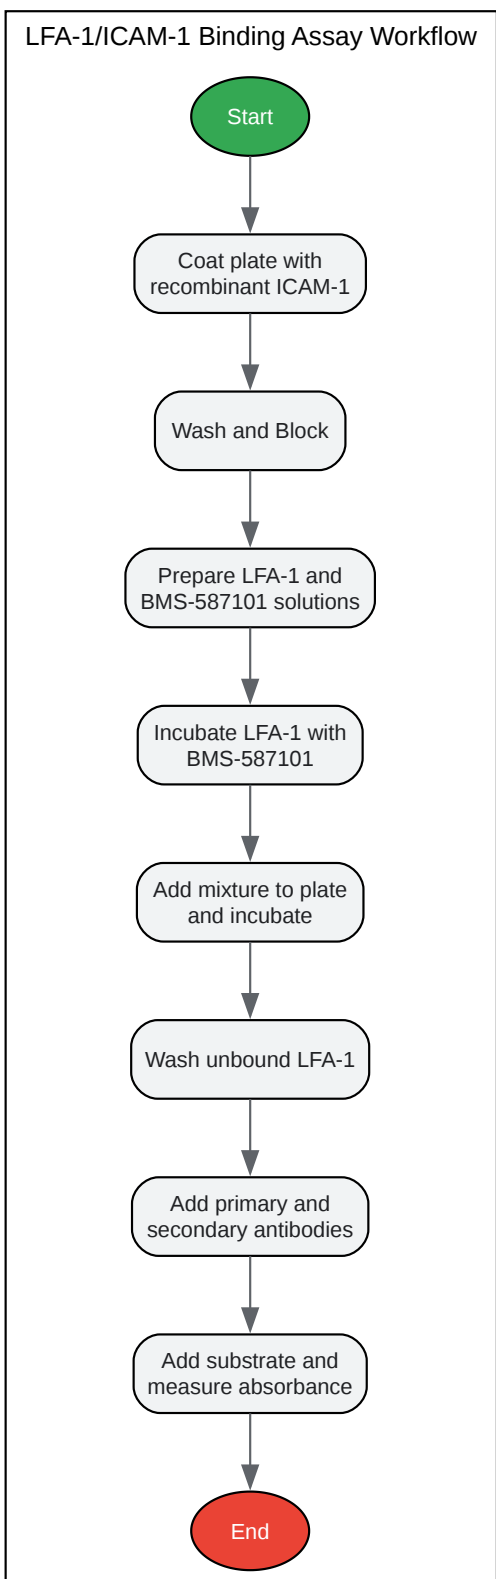 LFA-1/ICAM-1 Binding Assay Workflow
Start
Coat plate with
recombinant ICAM-1
Wash and Block
Prepare LFA-1 and
BMS-587101 solutions
Incubate LFA-1 with
BMS-587101
Add mixture to plate
and incubate
Wash unbound LFA-1
Add primary and
secondary antibodies
Add substrate and
measure absorbance
End